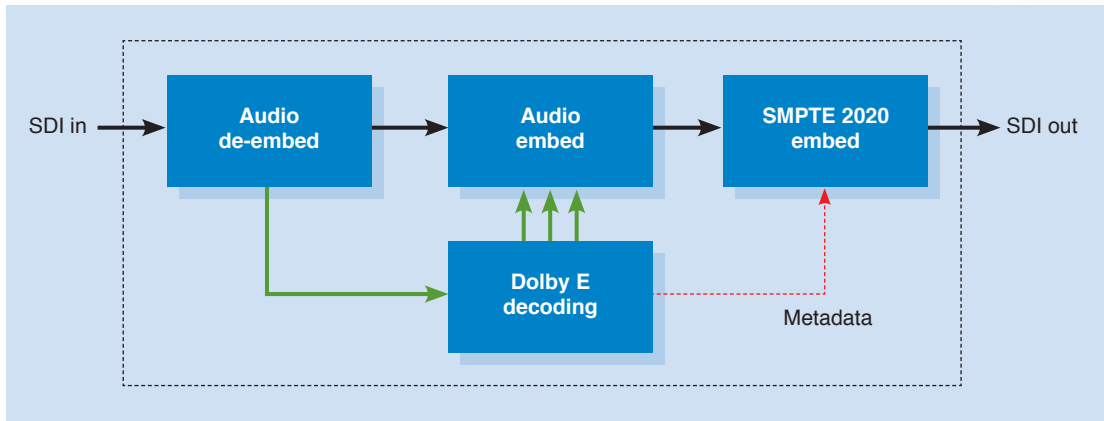 SDI in
Audio
de-embed
Audio
embed
SMPTE 2020
embed
SDI out
Dolby E
decoding
Metadata